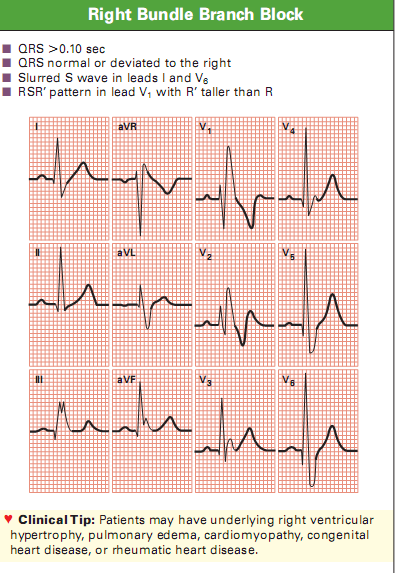 Right Bundle Branch Block
■ QRS >0.10 sec
■ QRS normal or deviated to the right
■ Slurred S wave in leads I and V6
■ RSR′ pattern in lead V1 with R′ taller than R
I aVR V1 V4
II aVL V2 V5
III aVF V3 V6
♥ Clinical Tip: Patients may have underlying right ventricular
hypertrophy, pulmonary edema, cardiomyopathy, congenital
heart disease, or rheumatic heart disease.